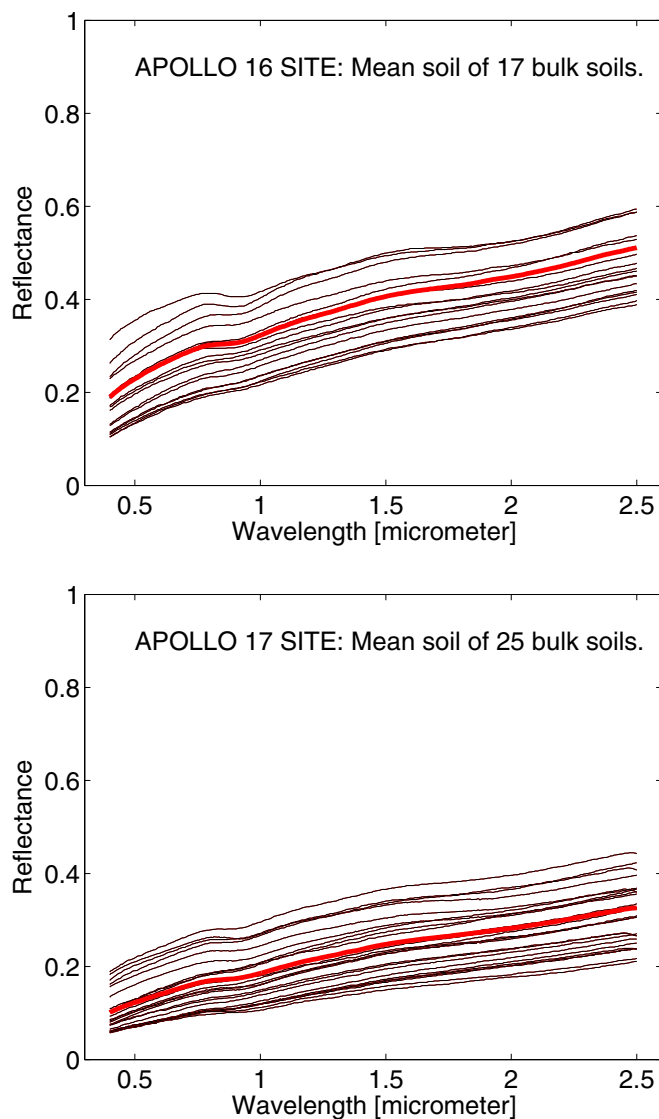 1
APOLLO 16 SITE: Mean soil of 17 bulk soils.
0.8
0.6
Reflectance
0.4
0.2
0
0.5 1 1.5 2 2.5
Wavelength [micrometer]
1
APOLLO 17 SITE: Mean soil of 25 bulk soils.
0.8
0.6
Reflectance
0.4
0.2
0
0.5 1 1.5 2 2.5
Wavelength [micrometer]